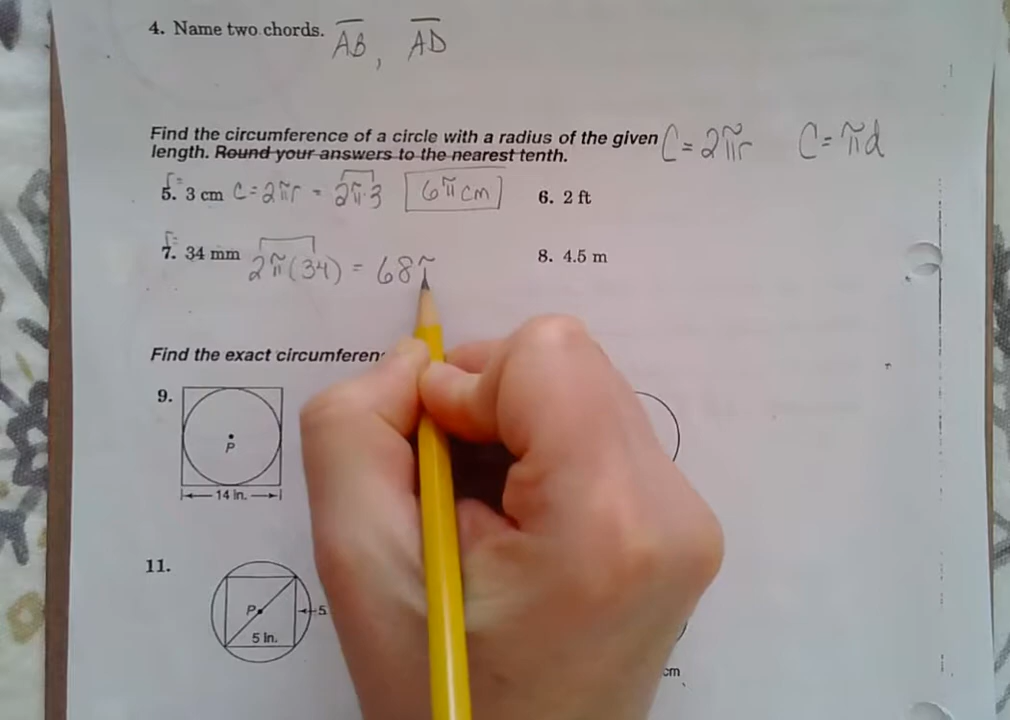 4. Name two chords. AB, AD
Find the circumference of a circle with a radius of the given C = 2πr C = πd
length. Round your answers to the nearest tenth.
r=
5. 3 cm C = 2πr = 2π·3 6π cm 6. 2 ft
r=
7. 34 mm 2π(34) = 68π 8. 4.5 m
Find the exact
9.
P
14 in.
11.
P
5
5 in.
cm